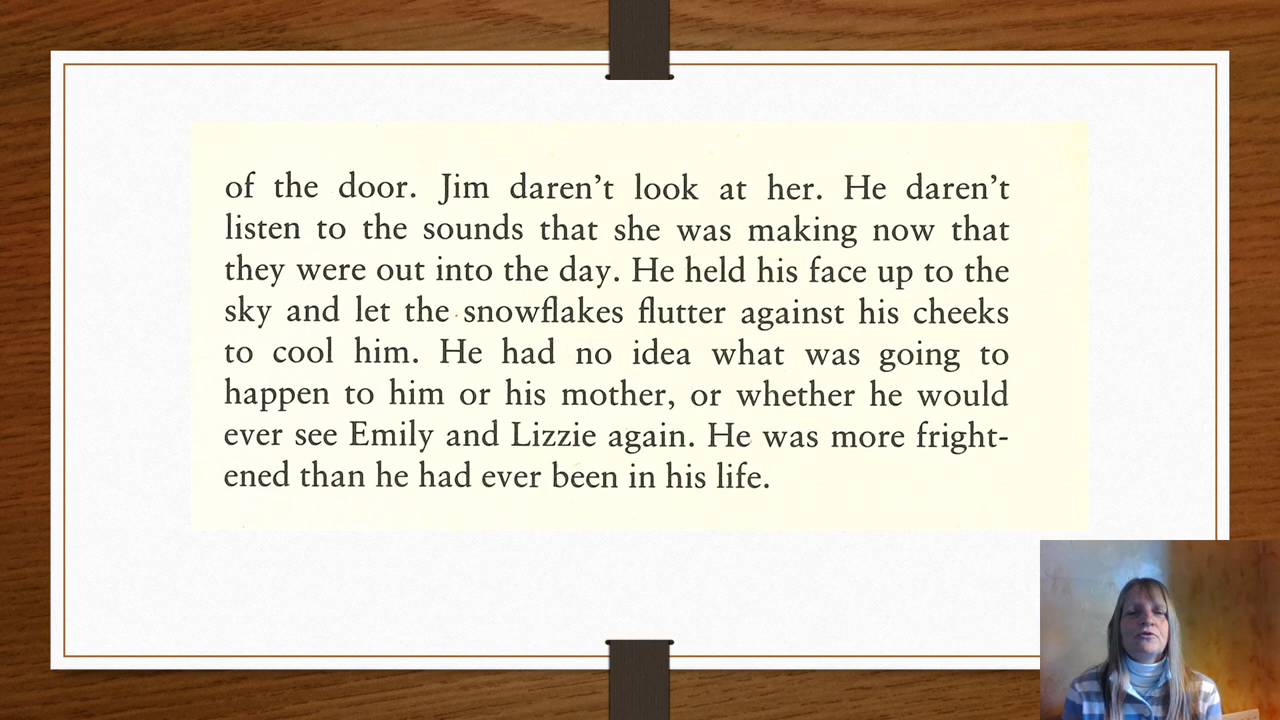 of the door. Jim daren’t look at her. He daren’t
listen to the sounds that she was making now that
they were out into the day. He held his face up to the
sky and let the snowflakes flutter against his cheeks
to cool him. He had no idea what was going to
happen to him or his mother, or whether he would
ever see Emily and Lizzie again. He was more fright-
ened than he had ever been in his life.